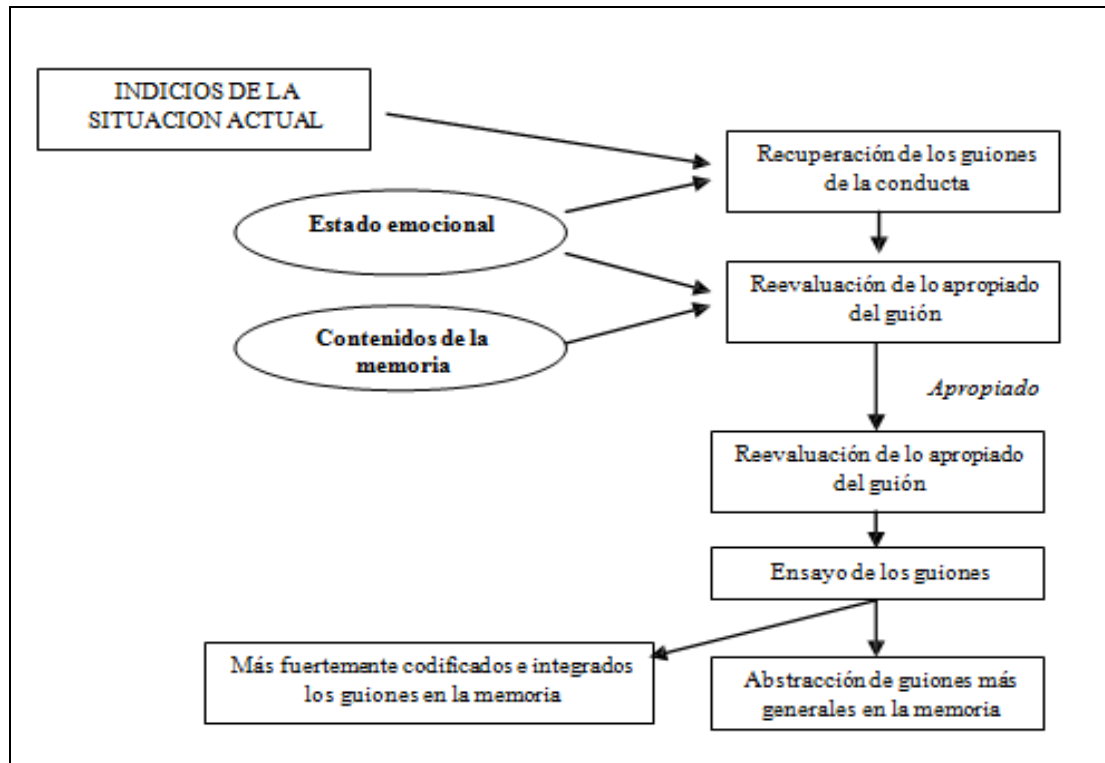 INDICIOS DE LA
SITUACION ACTUAL
Recuperación de los guiones
de la conducta
Estado emocional
Reevaluación de lo apropiado
del guión
Contenidos de la
memoria
Apropiado
Reevaluación de lo apropiado
del guión
Ensayo de los guiones
Más fuertemente codificados e integrados
los guiones en la memoria
Abstracción de guiones más
generales en la memoria